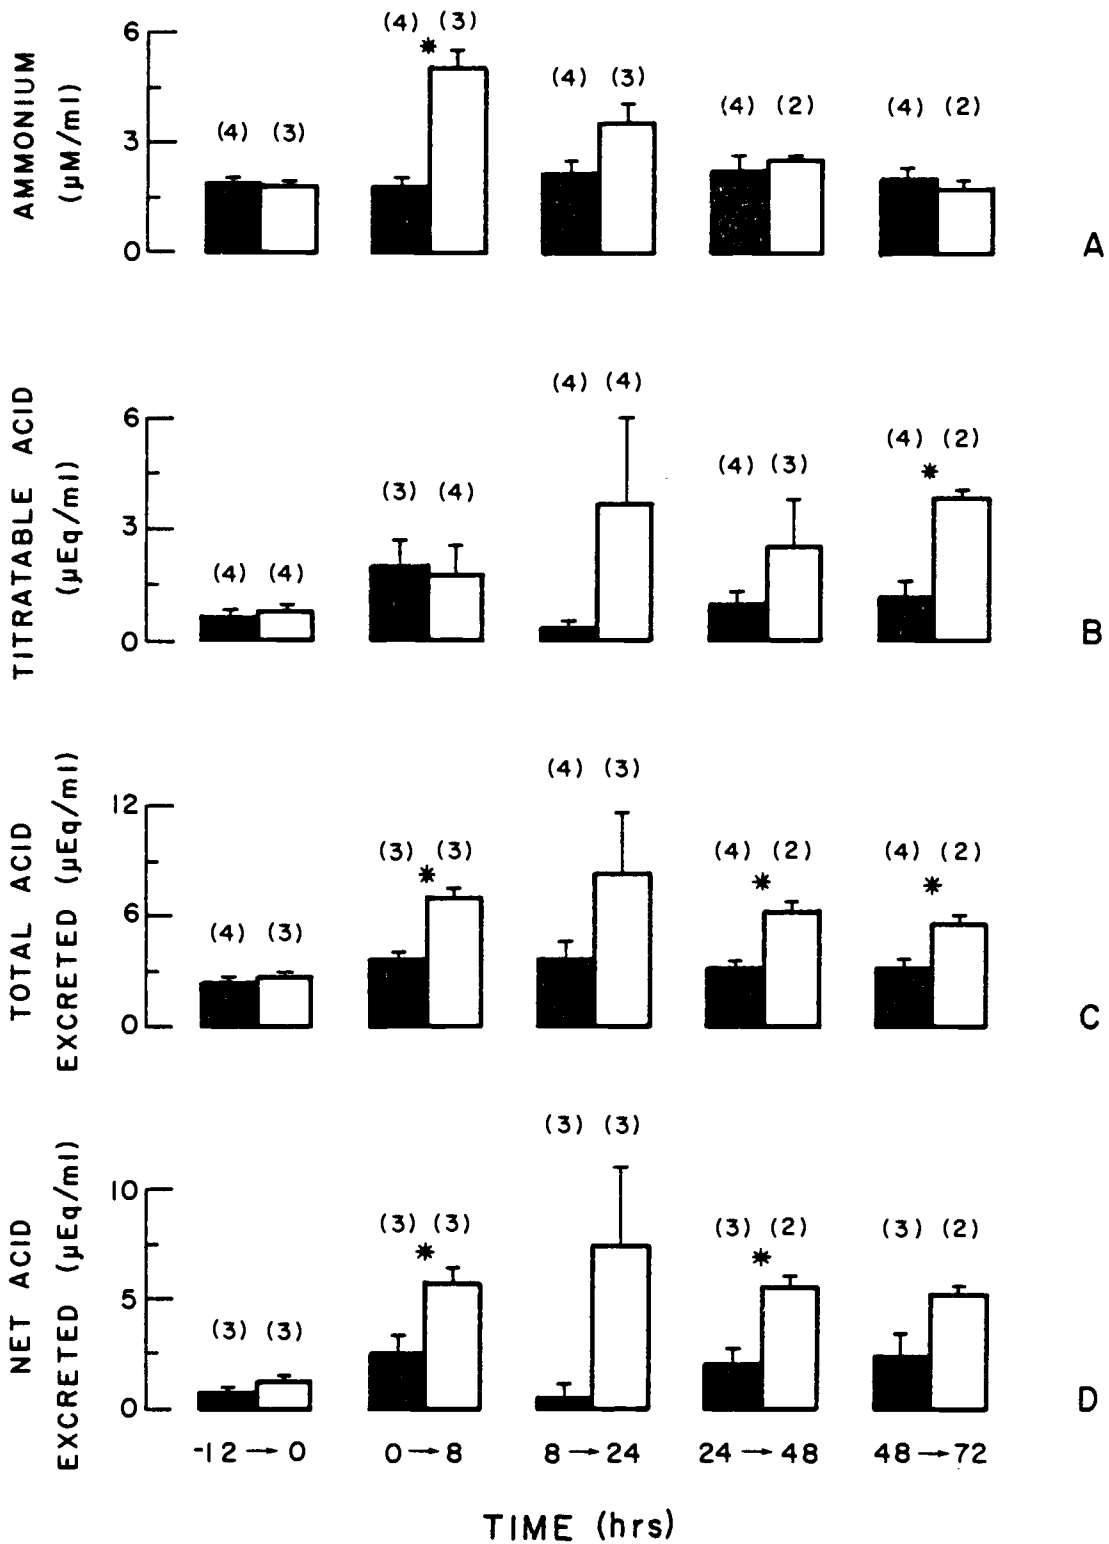 AMMONIUM
(µM/ml)
6
3
0
(4) (3)
(4) (3)
*
(4) (3)
(4) (2)
(4) (2)
A
TITRATABLE ACID
(µEq/ml)
6
3
0
(4) (4)
(3) (4)
(4) (4)
(4) (3)
(4) (2)
*
B
TOTAL ACID
EXCRETED (µEq/ml)
12
6
0
(4) (3)
(3) (3)
*
(4) (3)
(4) (2)
*
(4) (2)
*
C
NET ACID
EXCRETED (µEq/ml)
10
5
0
(3) (3)
(3) (3)
*
(3) (3)
(3) (2)
*
(3) (2)
D
-12 → 0 0 → 8 8 → 24 24 → 48 48 → 72
TIME (hrs)